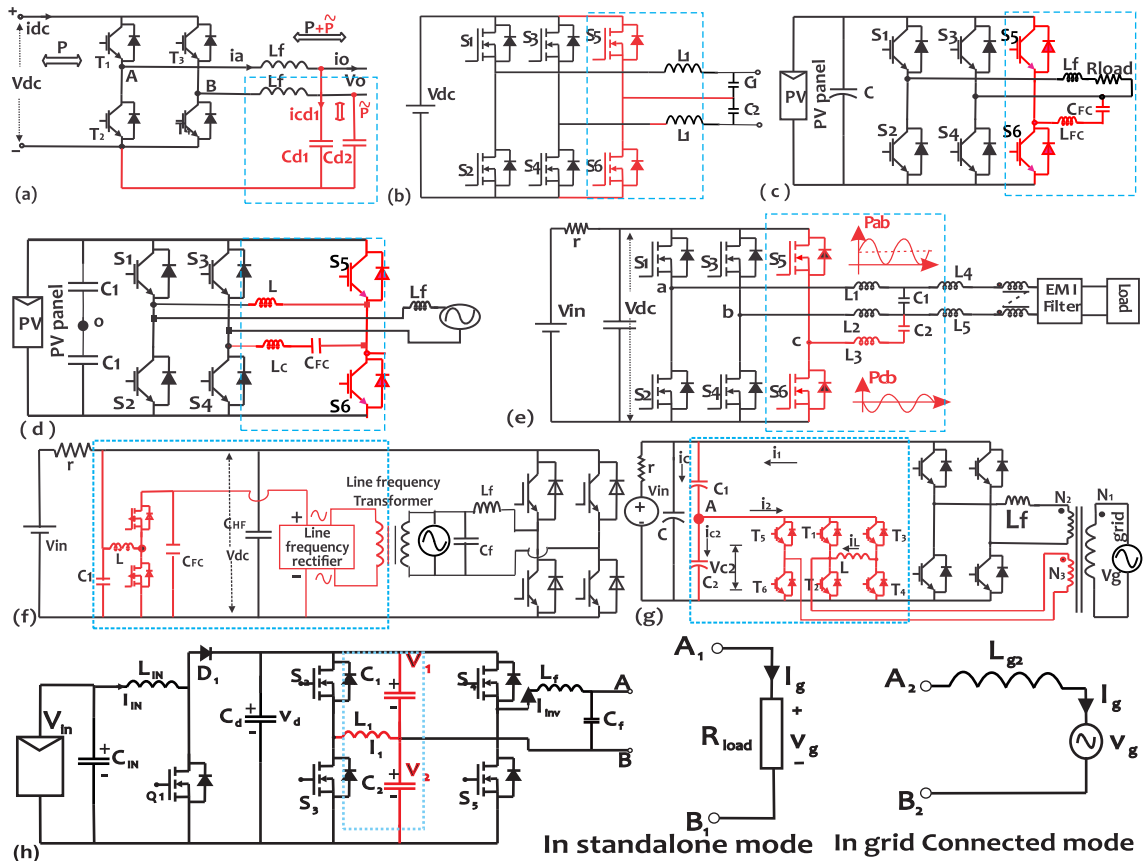 +
idc
P
Vdc
T1
T3
A
B
T2
ia
Lf
Lf
P+P̃
io
Vo
icd1
P̃
Cd1
Cd2
−
(a)
Vdc
S1
S3
S5
S2
S4
S6
L1
L1
C1
C2
(b)
PV
PV panel
C
S1
S3
S5
S2
S4
S6
Lf
Rload
CFC
LFC
(c)
PV
PV panel
C1
o
C1
S1
S3
S5
S2
S4
S6
L
Lc
CFC
Lf
(d)
r
Vin
Vdc
S1
S3
S5
a
b
c
S2
S4
S6
Pab
L1
L2
L3
C1
C2
L4
L5
EMI
Filter
Load
Pcb
(e)
r
Vin
C1
L
CFC
CHF
Vdc
+
Line
frequency
rectifier
−
Line frequency
Transformer
Cf
Lf
(f)
r
Vin
+
−
C
ic
C1
A
i1
i2
ic2
Vc2
C2
T5
T1
T3
iL
L
T6
T2
T4
Lf
N2
N1
N3
Vg
grid
(g)
Vin
CIN
+
-
LIN
IIN
D1
Q1
Cd
+
-
vd
S2
S3
L1
I1
C1
+
-
V1
C2
+
-
V2
S4
S5
Lf
Iinv
Cf
A
B
(h)
A1
Ig
Rload
+
vg
−
B1
In standalone mode
A2
Lg2
Ig
vg
B2
In grid Connected mode